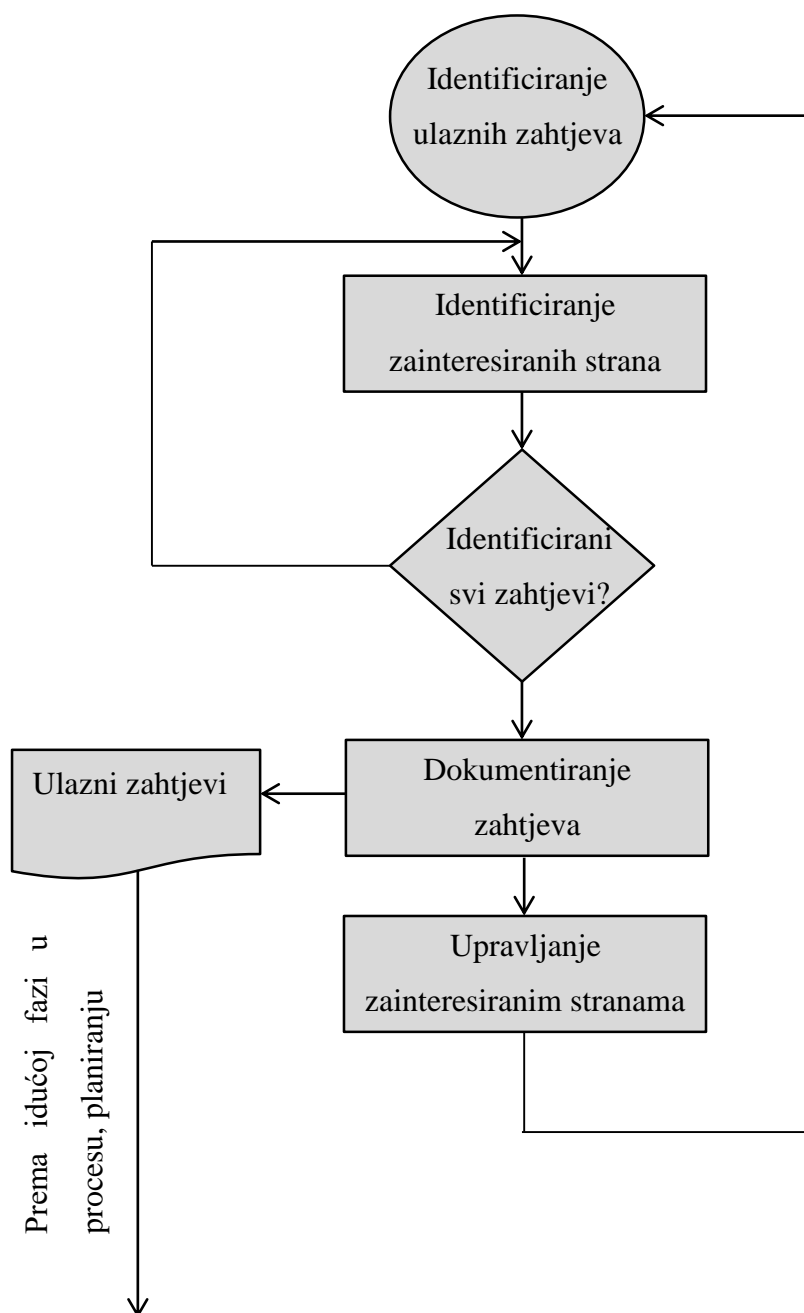 Identificiranje
ulaznih zahtjeva
Identificiranje
zainteresiranih strana
Identificirani
svi zahtjevi?
Dokumentiranje
zahtjeva
Ulazni zahtjevi
Upravljanje
zainteresiranim stranama
Prema idućoj fazi u
procesu, planiranju